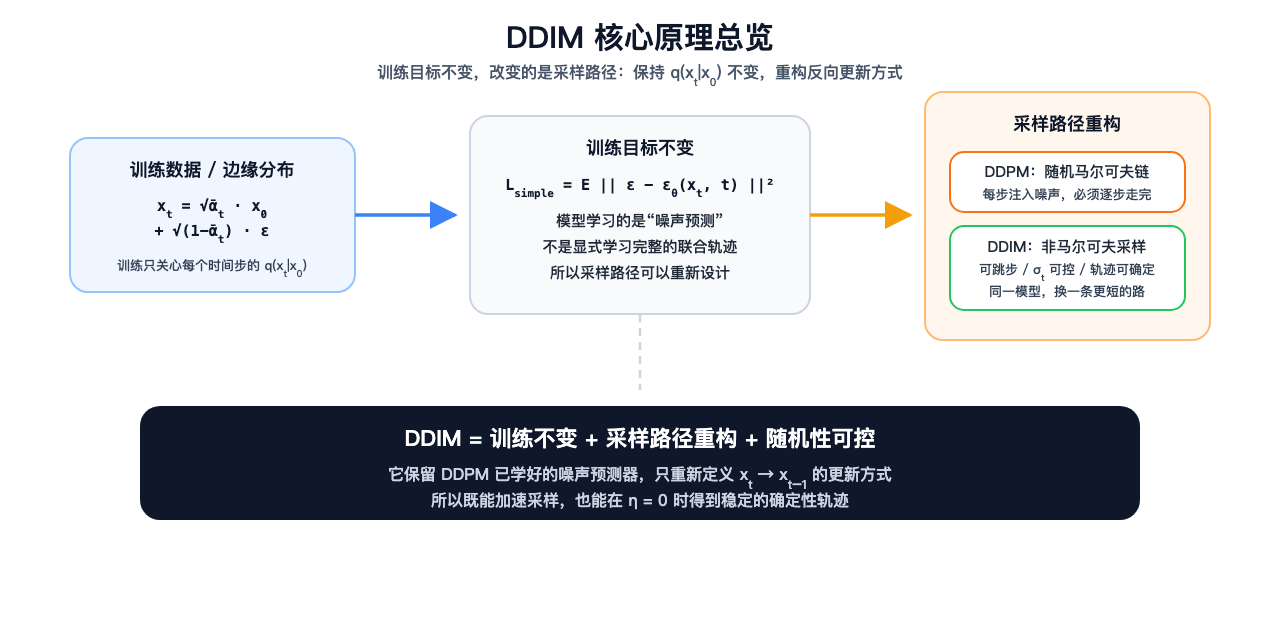 DDIM 核心原理总览
训练目标不变，改变的是采样路径：保持 q(xₜ|x₀) 不变，重构反向更新方式
训练数据 / 边缘分布
xₜ = √ᾱₜ · x₀
+ √(1−ᾱₜ) · ε
训练只关心每个时间步的 q(xₜ|x₀)
训练目标不变
L_simple = E || ε − ε_θ(xₜ, t) ||²
模型学习的是“噪声预测”
不是显式学习完整的联合轨迹
所以采样路径可以重新设计
采样路径重构
DDPM：随机马尔可夫链
每步注入噪声，必须逐步走完
DDIM：非马尔可夫采样
可跳步 / σₜ 可控 / 轨迹可确定
同一模型，换一条更短的路
DDIM = 训练不变 + 采样路径重构 + 随机性可控
它保留 DDPM 已学好的噪声预测器，只重新定义 xₜ → xₜ₋₁ 的更新方式
所以既能加速采样，也能在 η = 0 时得到稳定的确定性轨迹